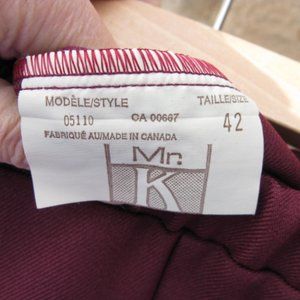 MODÈLE/STYLE TAILLE/SIZE
05110 CA 00667 42
FABRIQUÉ AU/MADE IN CANADA
Mr.
K